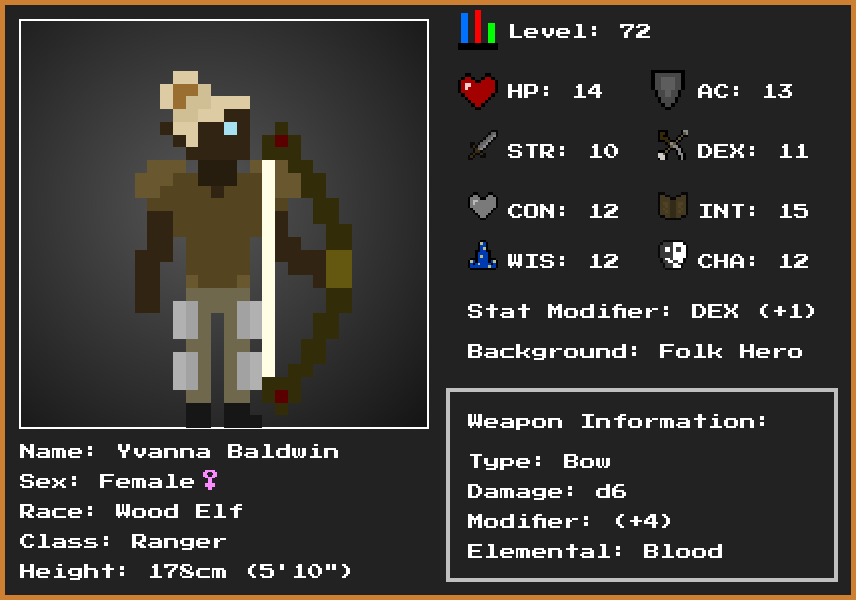 Level: 72
HP: 14
AC: 13
STR: 10
DEX: 11
CON: 12
INT: 15
WIS: 12
CHA: 12
Stat Modifier: DEX (+1)
Background: Folk Hero
Name: Yvanna Baldwin
Sex: Female♀
Race: Wood Elf
Class: Ranger
Height: 178cm (5'10")
Weapon Information:
Type: Bow
Damage: d6
Modifier: (+4)
Elemental: Blood